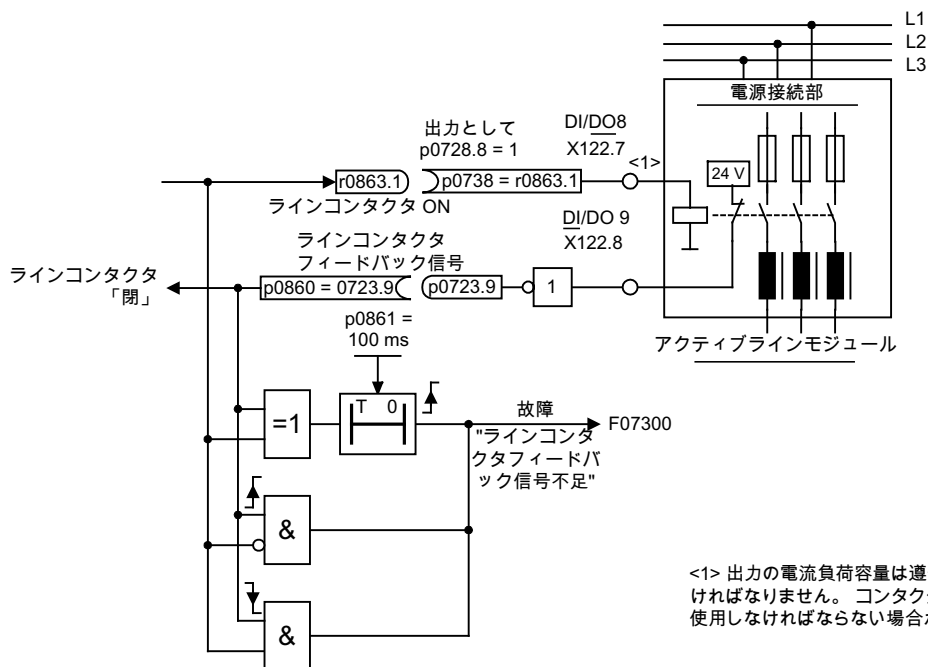 L1
L2
L3
電源接続部
出力として
p0728.8 = 1
DI/DO8
X122.7
<1>
24 V
r0863.1
p0738 = r0863.1
ラインコンタクタ ON
DI/DO 9
X122.8
ラインコンタクタ
フィードバック信号
ラインコンタクタ
「閉」
p0860 = 0723.9
p0723.9
1
p0861 =
100 ms
アクティブラインモジュール
=1
T 0
故障
F07300
"ラインコンタ
クタフィードバ
ック信号不足"
&
&
<1> 出力の電流負荷容量は遵
ければなりません。 コンタク
使用しなければならない場合